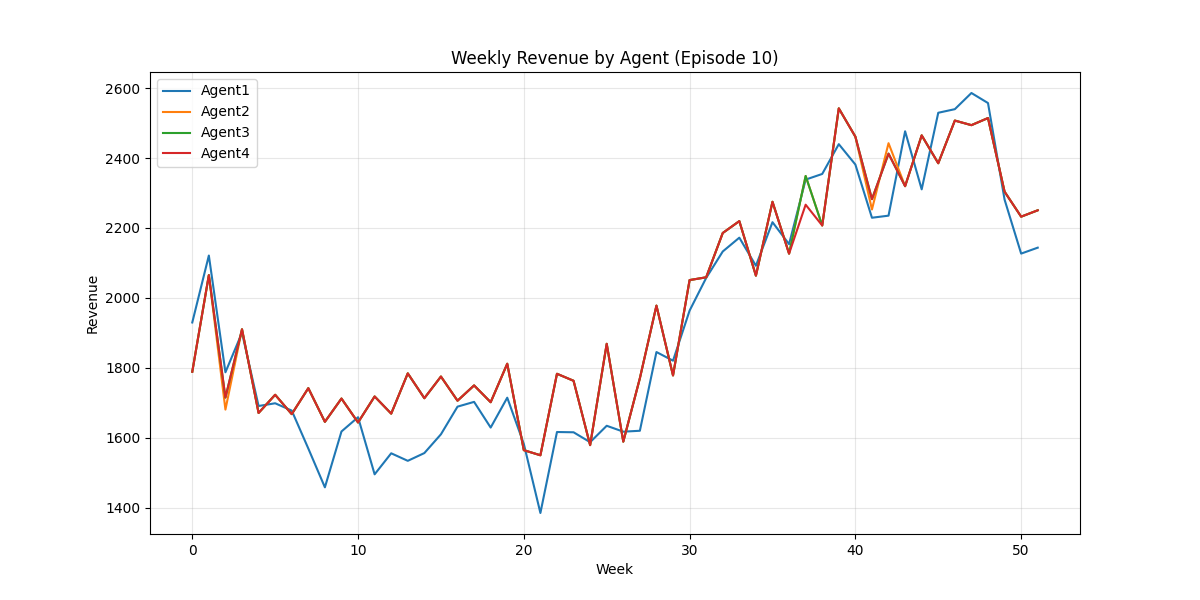 Weekly Revenue by Agent (Episode 10)
Agent1
Agent2
Agent3
Agent4
Revenue
2600
2400
2200
2000
1800
1600
1400
0 10 20 30 40 50
Week